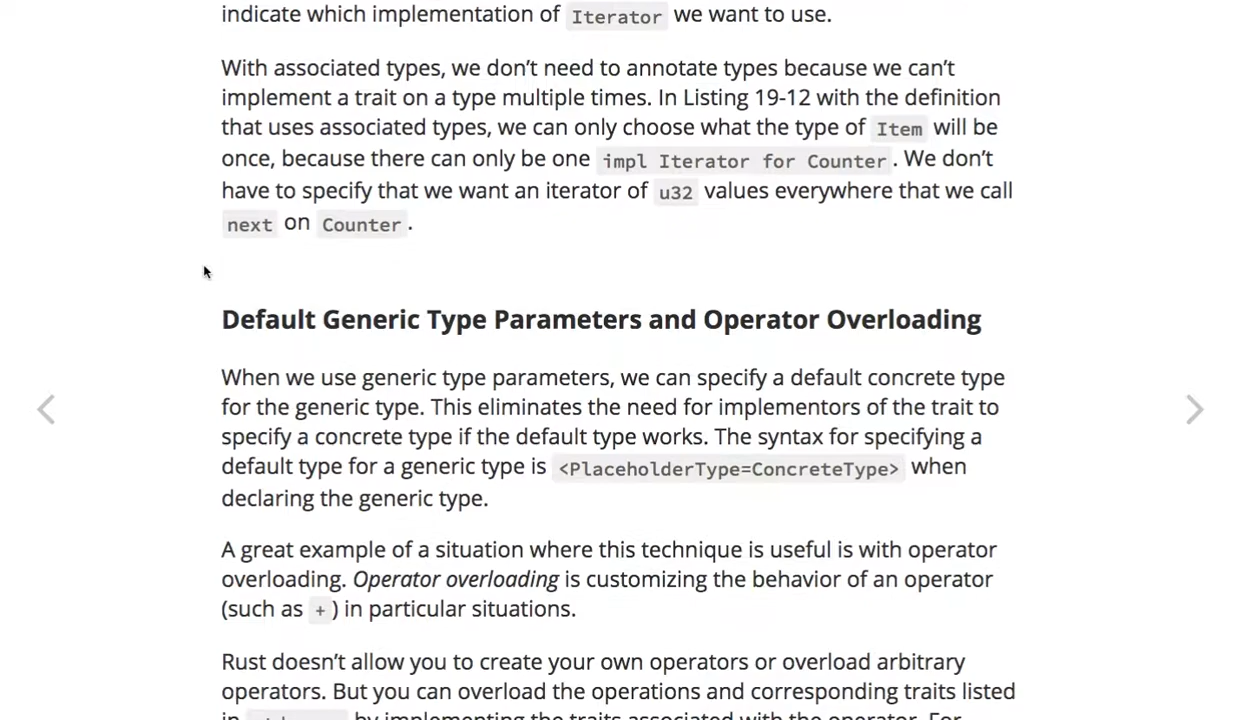 indicate which implementation of Iterator we want to use.
With associated types, we don’t need to annotate types because we can’t
implement a trait on a type multiple times. In Listing 19-12 with the definition
that uses associated types, we can only choose what the type of Item will be
once, because there can only be one impl Iterator for Counter. We don’t
have to specify that we want an iterator of u32 values everywhere that we call
next on Counter.
Default Generic Type Parameters and Operator Overloading
When we use generic type parameters, we can specify a default concrete type
for the generic type. This eliminates the need for implementors of the trait to
specify a concrete type if the default type works. The syntax for specifying a
default type for a generic type is <PlaceholderType=ConcreteType> when
declaring the generic type.
A great example of a situation where this technique is useful is with operator
overloading. Operator overloading is customizing the behavior of an operator
(such as +) in particular situations.
Rust doesn’t allow you to create your own operators or overload arbitrary
operators. But you can overload the operations and corresponding traits listed
in by implementing the traits associated with the operator. For